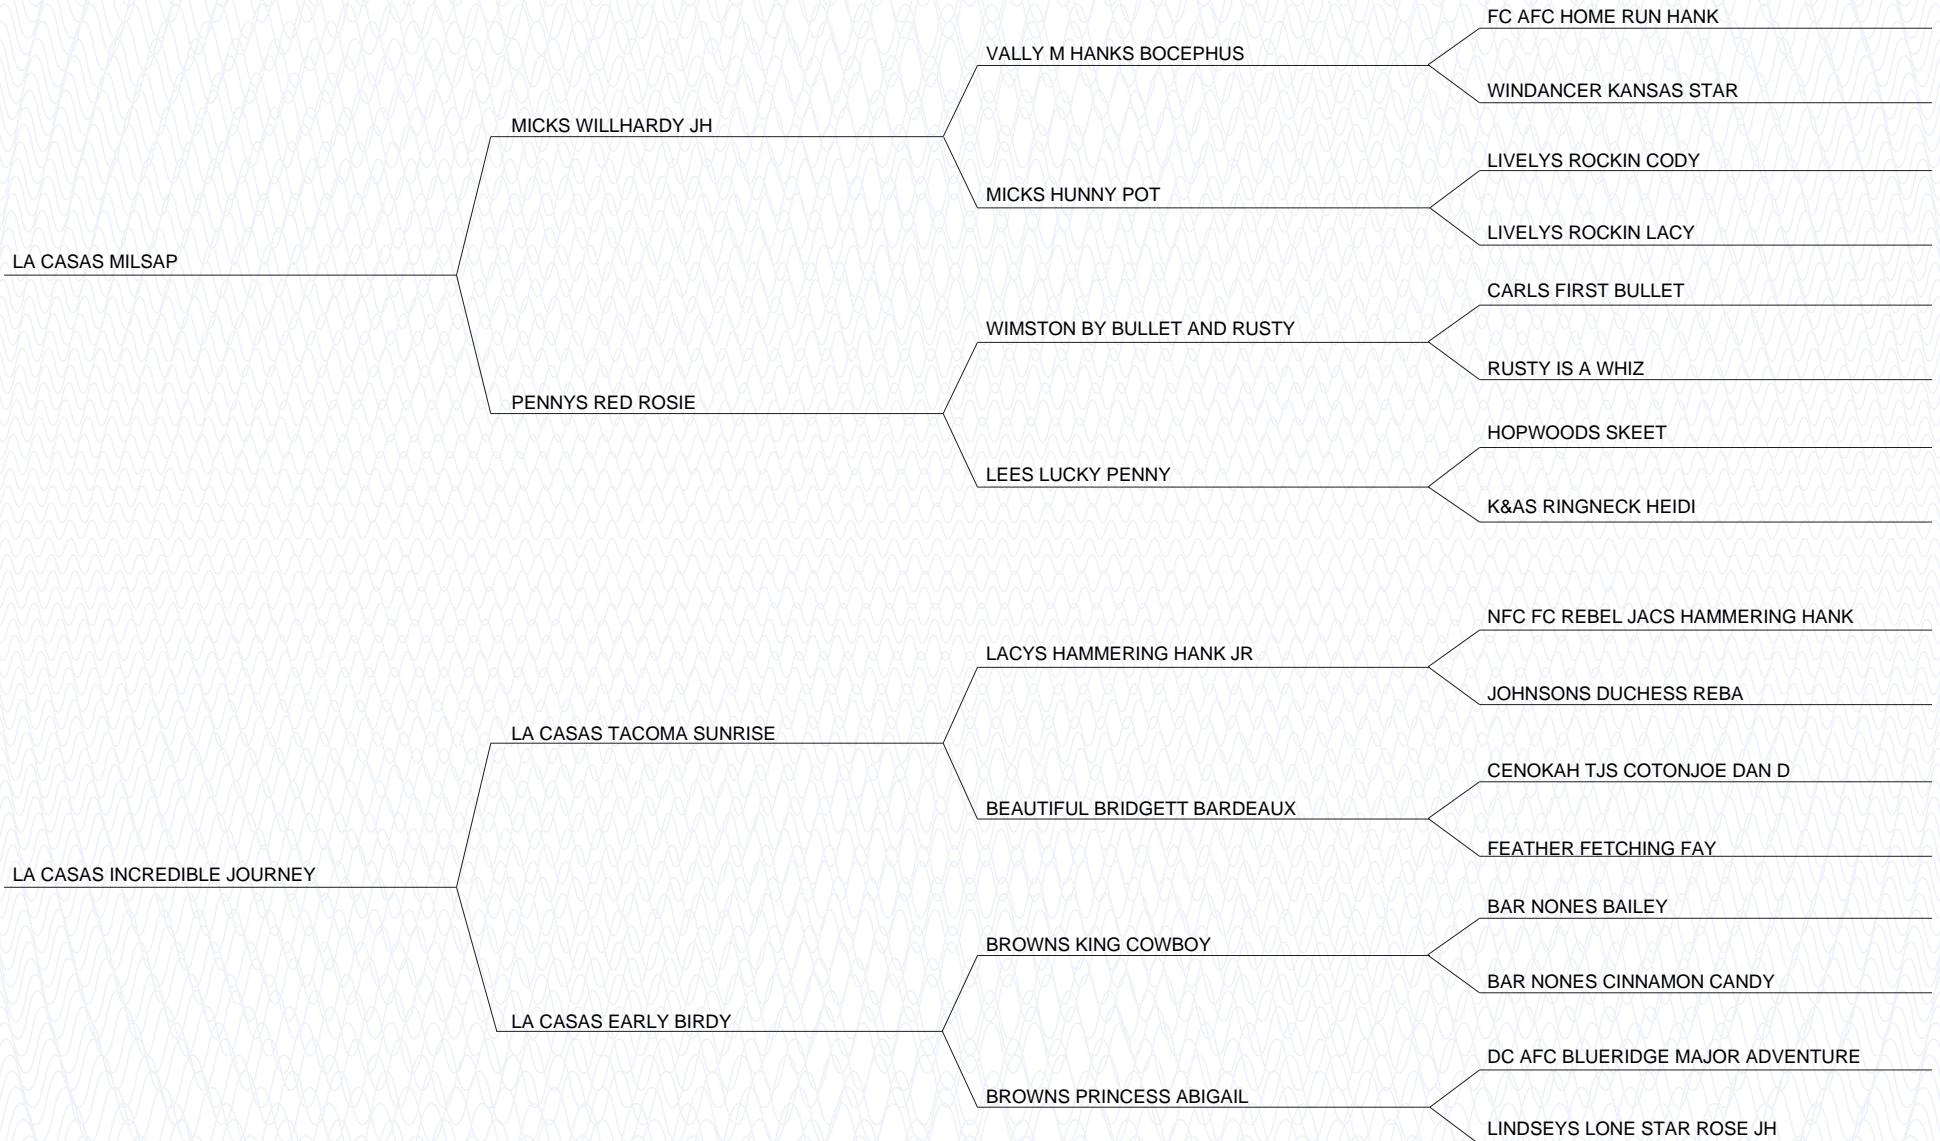 FC AFC HOME RUN HANK
VALLY M HANKS BOCEPHUS
WINDANCER KANSAS STAR
MICKS WILLHARDY JH
LIVELYS ROCKIN CODY
MICKS HUNNY POT
LIVELYS ROCKIN LACY
LA CASAS MILSAP
CARLS FIRST BULLET
WIMSTON BY BULLET AND RUSTY
RUSTY IS A WHIZ
PENNYS RED ROSIE
HOPWOODS SKEET
LEES LUCKY PENNY
K&AS RINGNECK HEIDI
NFC FC REBEL JACS HAMMERING HANK
LACYS HAMMERING HANK JR
JOHNSONS DUCHESS REBA
LA CASAS TACOMA SUNRISE
CENOKAH TJS COTONJOE DAN D
BEAUTIFUL BRIDGETT BARDEAUX
FEATHER FETCHING FAY
LA CASAS INCREDIBLE JOURNEY
BAR NONES BAILEY
BROWNS KING COWBOY
BAR NONES CINNAMON CANDY
LA CASAS EARLY BIRDY
DC AFC BLUERIDGE MAJOR ADVENTURE
BROWNS PRINCESS ABIGAIL
LINDSEYS LONE STAR ROSE JH